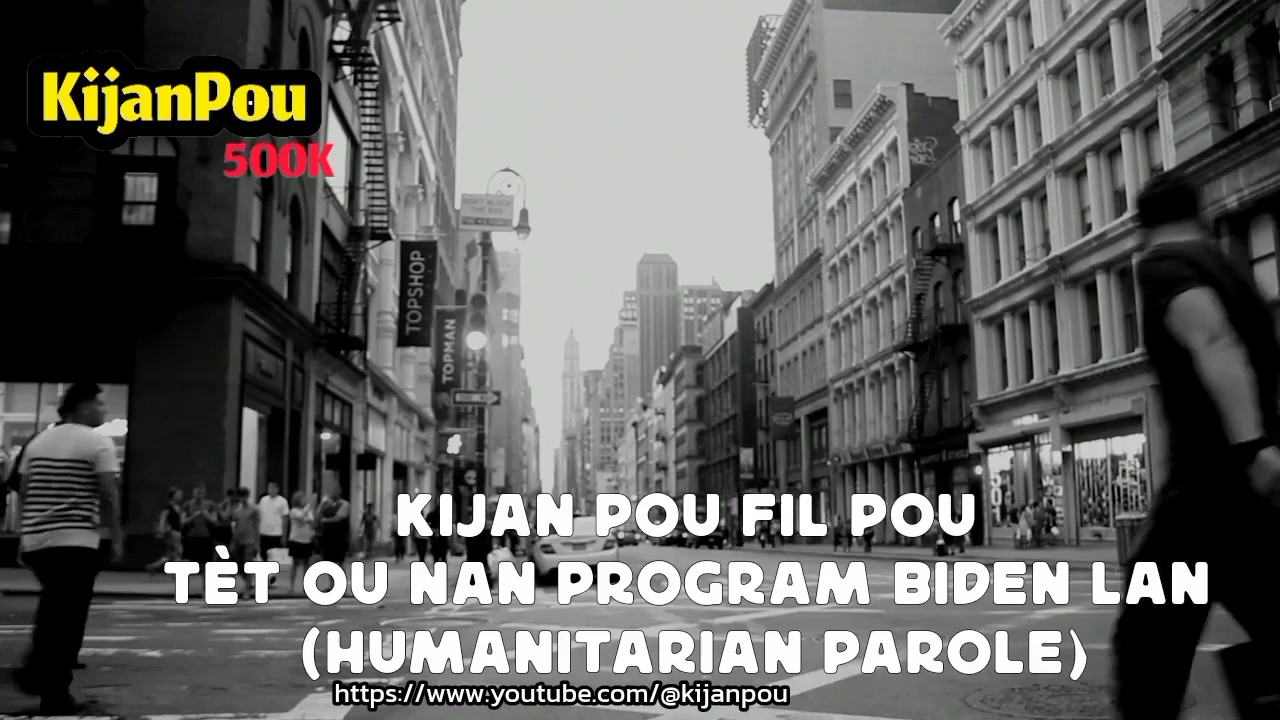 KijanPou
500K
TOPSHOP
TOPMAN
KIJAN POU FIL POU
TÈT OU NAN PROGRAM BIDEN LAN
(HUMANITARIAN PAROLE)
https://www.youtube.com/@kijanpou